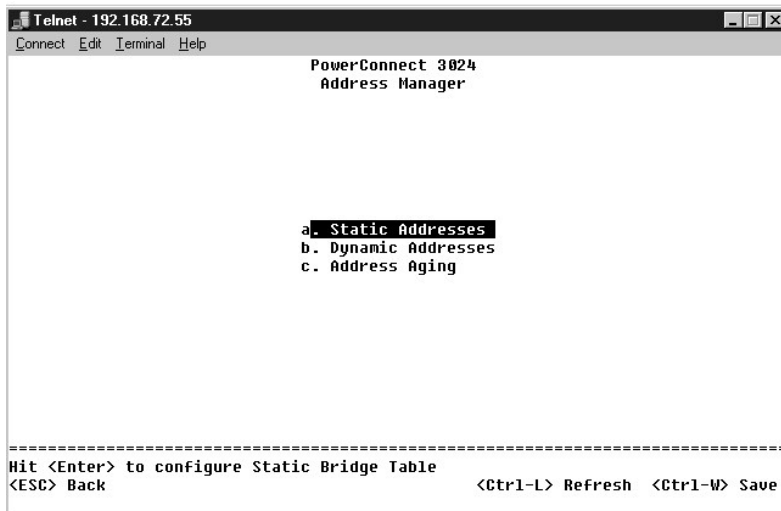 Telnet - 192.168.72.55
Connect Edit Terminal Help
PowerConnect 3024
Address Manager
a. Static Addresses
b. Dynamic Addresses
c. Address Aging
================================================================================
Hit <Enter> to configure Static Bridge Table
<ESC> Back <Ctrl-L> Refresh <Ctrl-W> Save